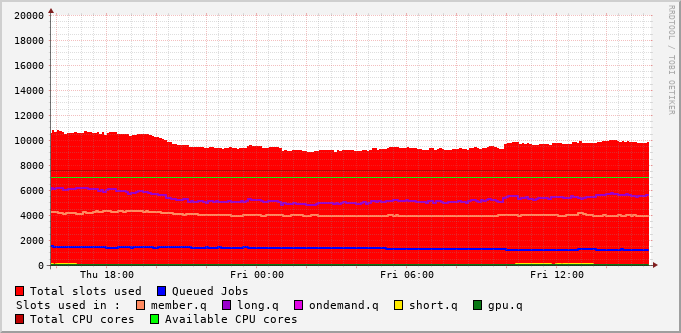 RRDTOOL / TOBI OETIKER
20000
18000
16000
14000
12000
10000
8000
6000
4000
2000
0
Thu 18:00 Fri 00:00 Fri 06:00 Fri 12:00
Total slots used Queued Jobs
Slots used in : member.q long.q ondemand.q short.q gpu.q
Total CPU cores Available CPU cores